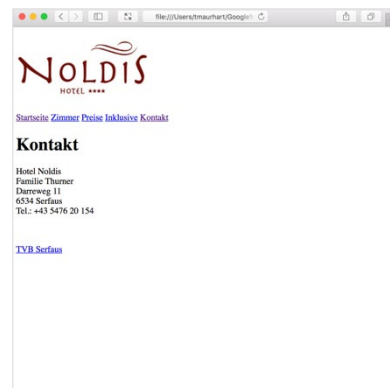 file:///Users/tmaurhart/Google
NOLDIS
HOTEL ****
Startseite Zimmer Preise Inklusive Kontakt
Kontakt
Hotel Noldis
Familie Thurner
Darreweg 11
6534 Serfaus
Tel.: +43 5476 20 154
TVB Serfaus